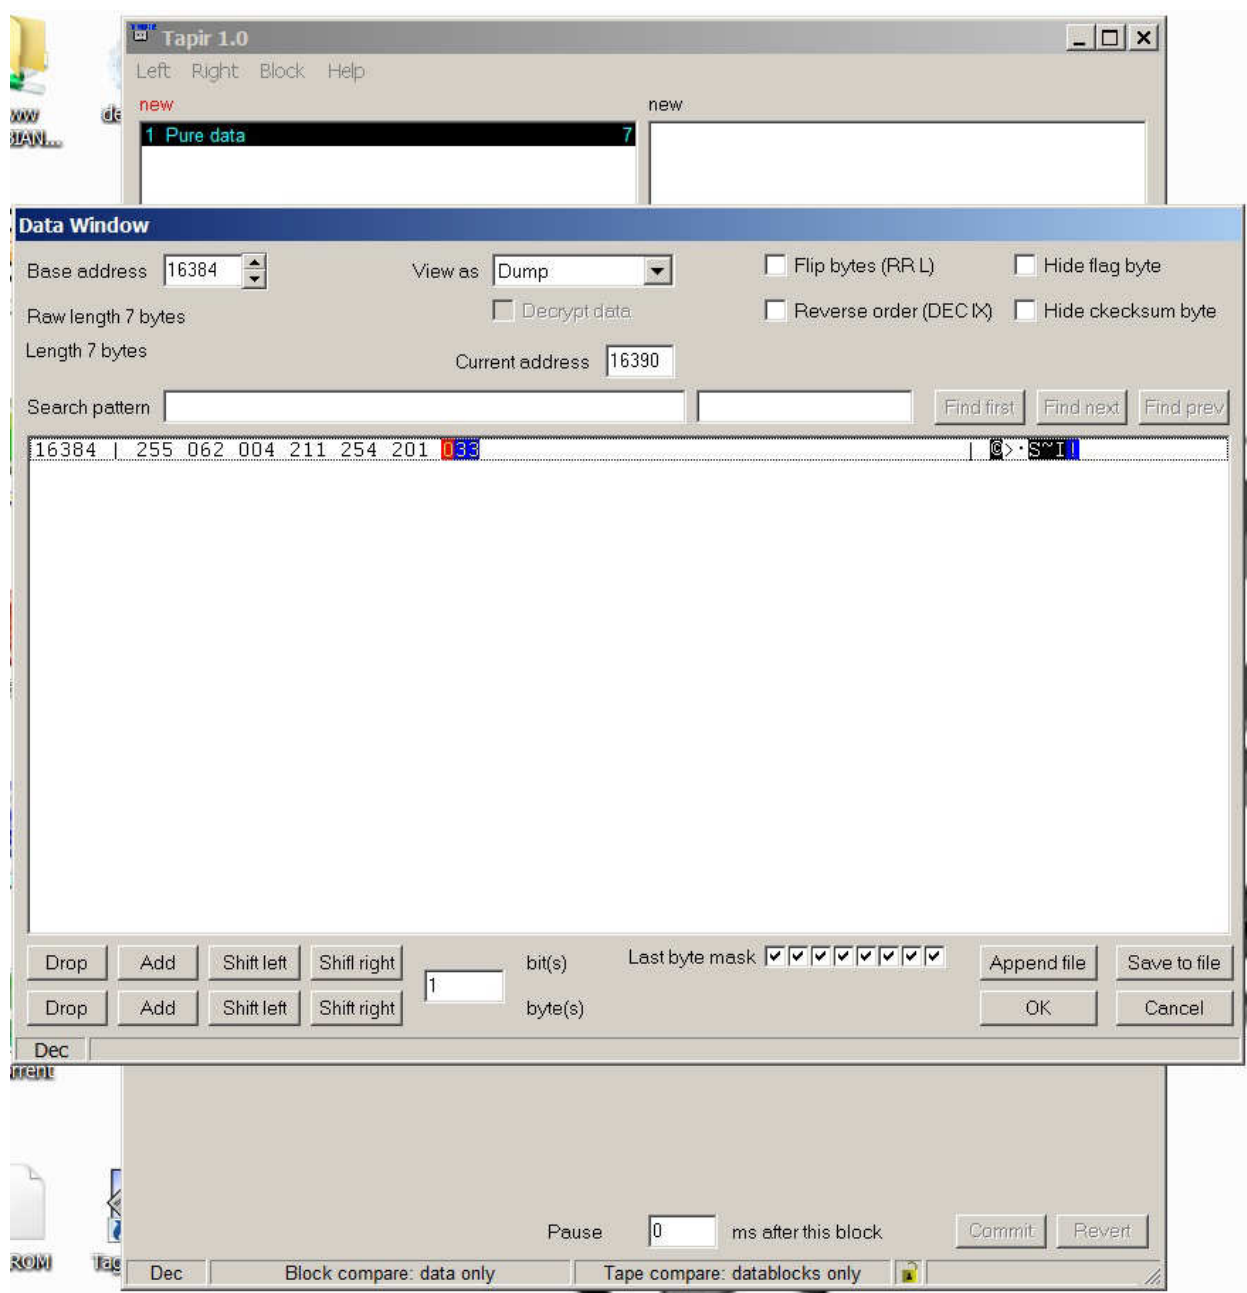 Tapir 1.0
Left Right Block Help
new new
1 Pure data 7
Data Window
Base address 16384 View as Dump Flip bytes (RR L) Hide flag byte
Decrypt data Reverse order (DEC IX) Hide ckecksum byte
Raw length 7 bytes
Length 7 bytes
Current address 16390
Search pattern Find first Find next Find prev
16384 | 255 062 004 211 254 201 033 | ©>·S~I!
Drop Add Shift left Shifl right bit(s) Last byte mask Append file Save to file
1
Drop Add Shift left Shift right byte(s) OK Cancel
Dec
Pause 0 ms after this block Commit Revert
ROM Tag
Dec Block compare: data only Tape compare: datablocks only